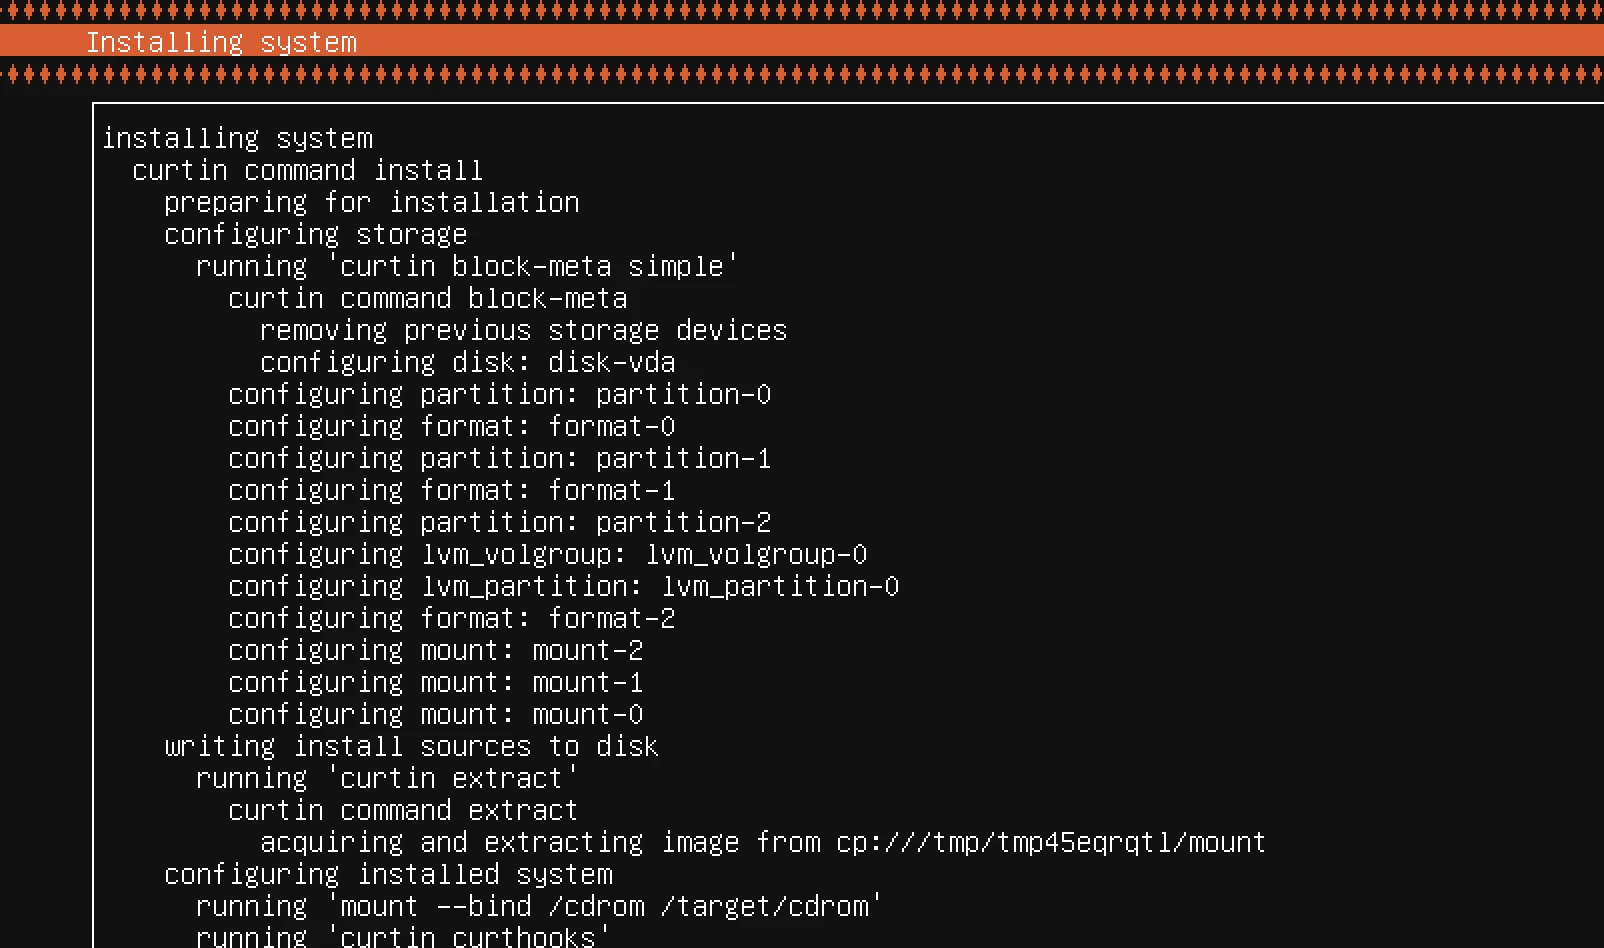 Installing system
installing system
curtin command install
preparing for installation
configuring storage
running 'curtin block-meta simple'
curtin command block-meta
removing previous storage devices
configuring disk: disk-vda
configuring partition: partition-0
configuring format: format-0
configuring partition: partition-1
configuring format: format-1
configuring partition: partition-2
configuring lvm_volgroup: lvm_volgroup-0
configuring lvm_partition: lvm_partition-0
configuring format: format-2
configuring mount: mount-2
configuring mount: mount-1
configuring mount: mount-0
writing install sources to disk
running 'curtin extract'
curtin command extract
acquiring and extracting image from cp:///tmp/tmp45eqrqtl/mount
configuring installed system
running 'mount --bind /cdrom /target/cdrom'
running 'curtin curthooks'